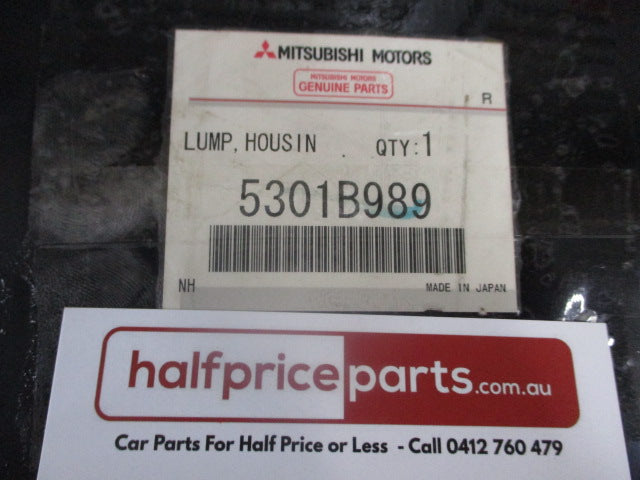 MITSUBISHI MOTORS
MITSUBISHI MOTORS
GENUINE PARTS
R
LUMP, HOUSIN . QTY:1
5301B989
NH MADE IN JAPAN
halfpriceparts.com.au
Car Parts For Half Price or Less - Call 0412 760 479